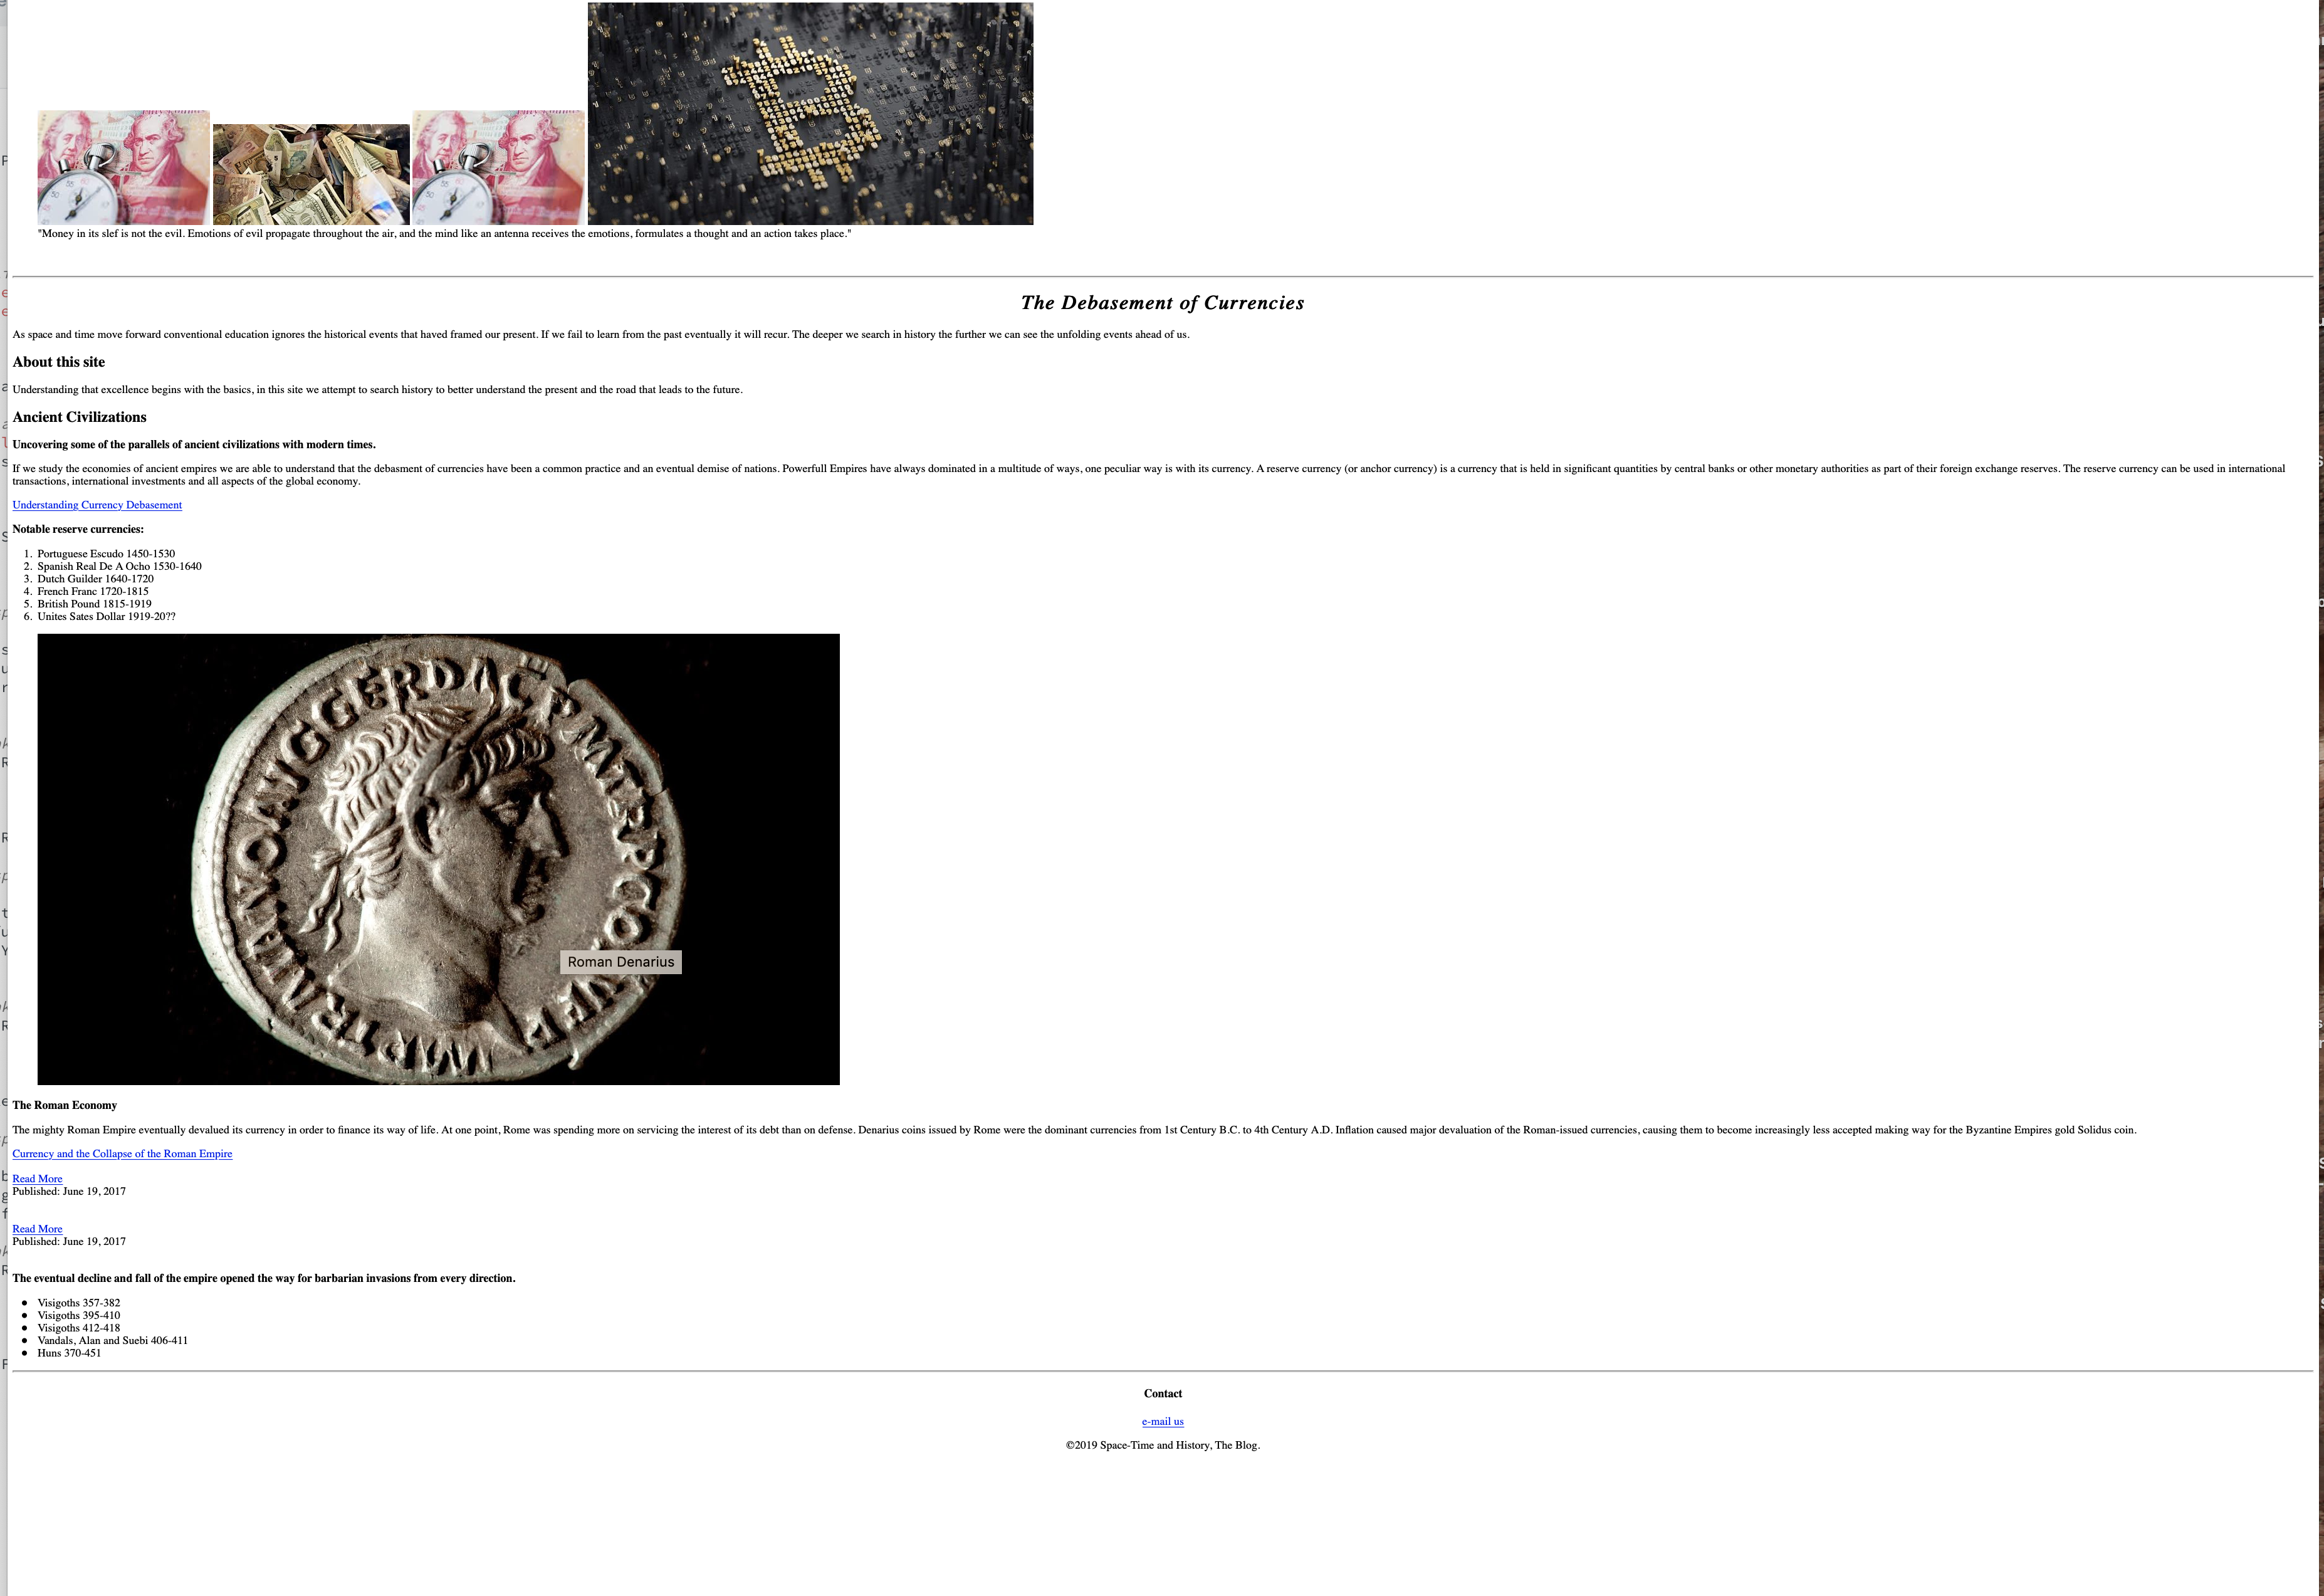 "Money in its slef is not the evil. Emotions of evil propagate throughout the air, and the mind like an antenna receives the emotions, formulates a thought and an action takes place."
The Debasement of Currencies
As space and time move forward conventional education ignores the historical events that haved framed our present. If we fail to learn from the past eventually it will recur. The deeper we search in history the further we can see the unfolding events ahead of us.
About this site
Understanding that excellence begins with the basics, in this site we attempt to search history to better understand the present and the road that leads to the future.
Ancient Civilizations
Uncovering some of the parallels of ancient civilizations with modern times.
If we study the economies of ancient empires we are able to understand that the debasment of currencies have been a common practice and an eventual demise of nations. Powerfull Empires have always dominated in a multitude of ways, one peculiar way is with its currency. A reserve currency (or anchor currency) is a currency that is held in significant quantities by central banks or other monetary authorities as part of their foreign exchange reserves. The reserve currency can be used in international
transactions, international investments and all aspects of the global economy.
Understanding Currency Debasement
Notable reserve currencies:
1. Portuguese Escudo 1450-1530
2. Spanish Real De A Ocho 1530-1640
3. Dutch Guilder 1640-1720
4. French Franc 1720-1815
5. British Pound 1815-1919
6. Unites Sates Dollar 1919-20??
Roman Denarius
The Roman Economy
The mighty Roman Empire eventually devalued its currency in order to finance its way of life. At one point, Rome was spending more on servicing the interest of its debt than on defense. Denarius coins issued by Rome were the dominant currencies from 1st Century B.C. to 4th Century A.D. Inflation caused major devaluation of the Roman-issued currencies, causing them to become increasingly less accepted making way for the Byzantine Empires gold Solidus coin.
Currency and the Collapse of the Roman Empire
Read More
Published: June 19, 2017
Read More
Published: June 19, 2017
The eventual decline and fall of the empire opened the way for barbarian invasions from every direction.
• Visigoths 357-382
• Visigoths 395-410
• Visigoths 412-418
• Vandals, Alan and Suebi 406-411
• Huns 370-451
Contact
e-mail us
©2019 Space-Time and History, The Blog.